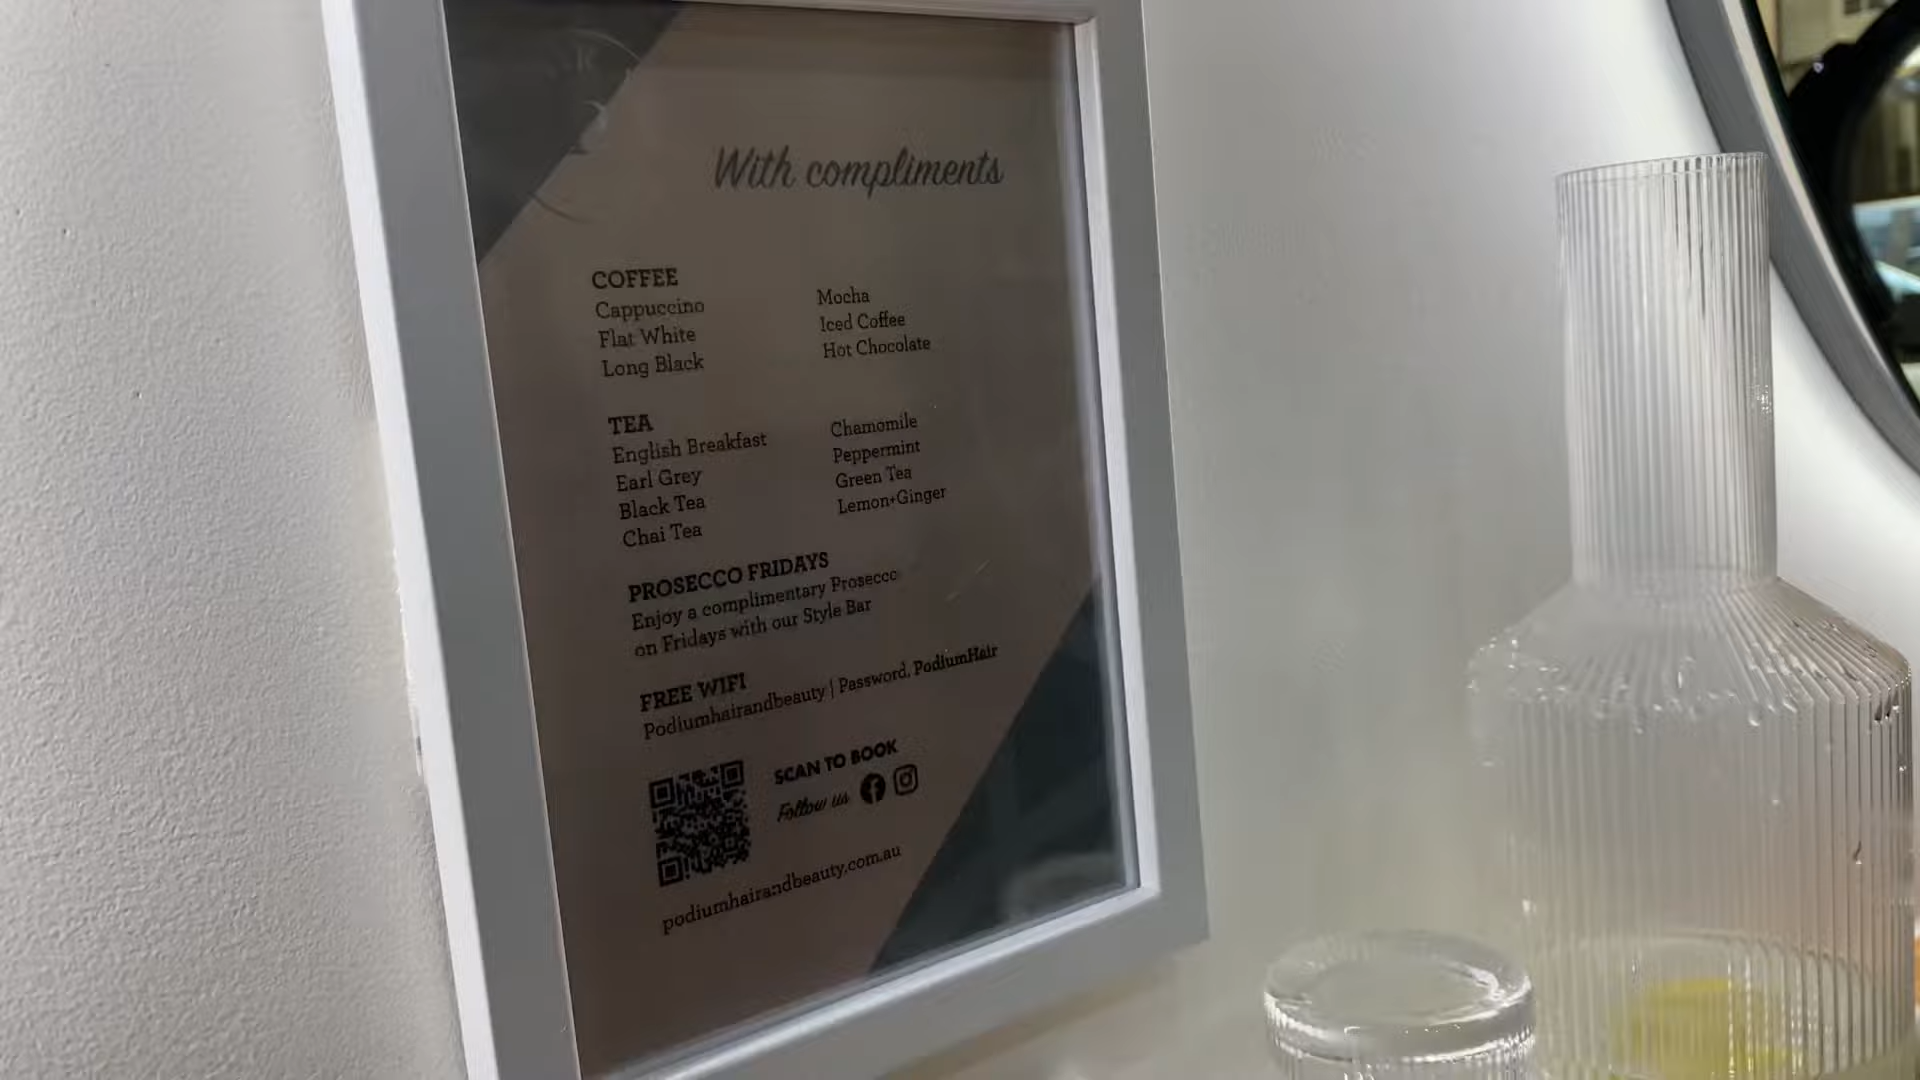 With compliments
COFFEE
Cappuccino
Flat White
Long Black
Mocha
Iced Coffee
Hot Chocolate
TEA
English Breakfast
Earl Grey
Black Tea
Chai Tea
Chamomile
Peppermint
Green Tea
Lemon+Ginger
PROSECCO FRIDAYS
Enjoy a complimentary Prosecco
on Fridays with our Style Bar
FREE WIFI
Podiumhairandbeauty | Password, PodiumHair
SCAN TO BOOK
Follow us
podiumhairandbeauty.com.au